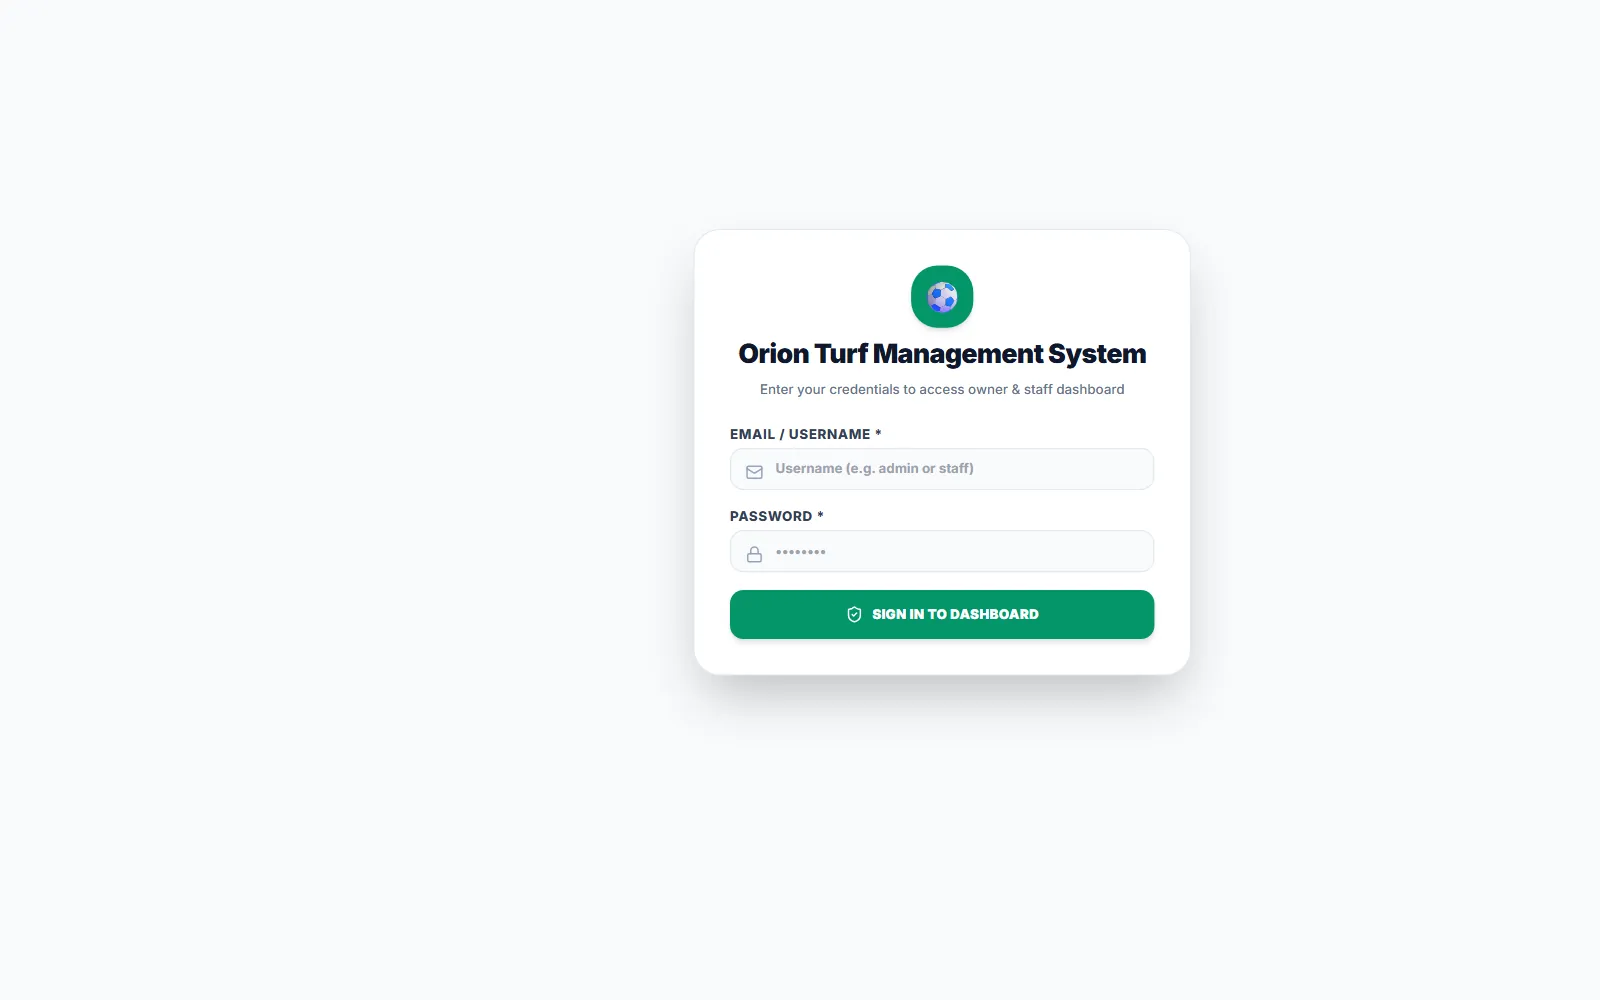 Orion Turf Management System
Enter your credentials to access owner & staff dashboard
EMAIL / USERNAME *
Username (e.g. admin or staff)
PASSWORD *
••••••••
SIGN IN TO DASHBOARD